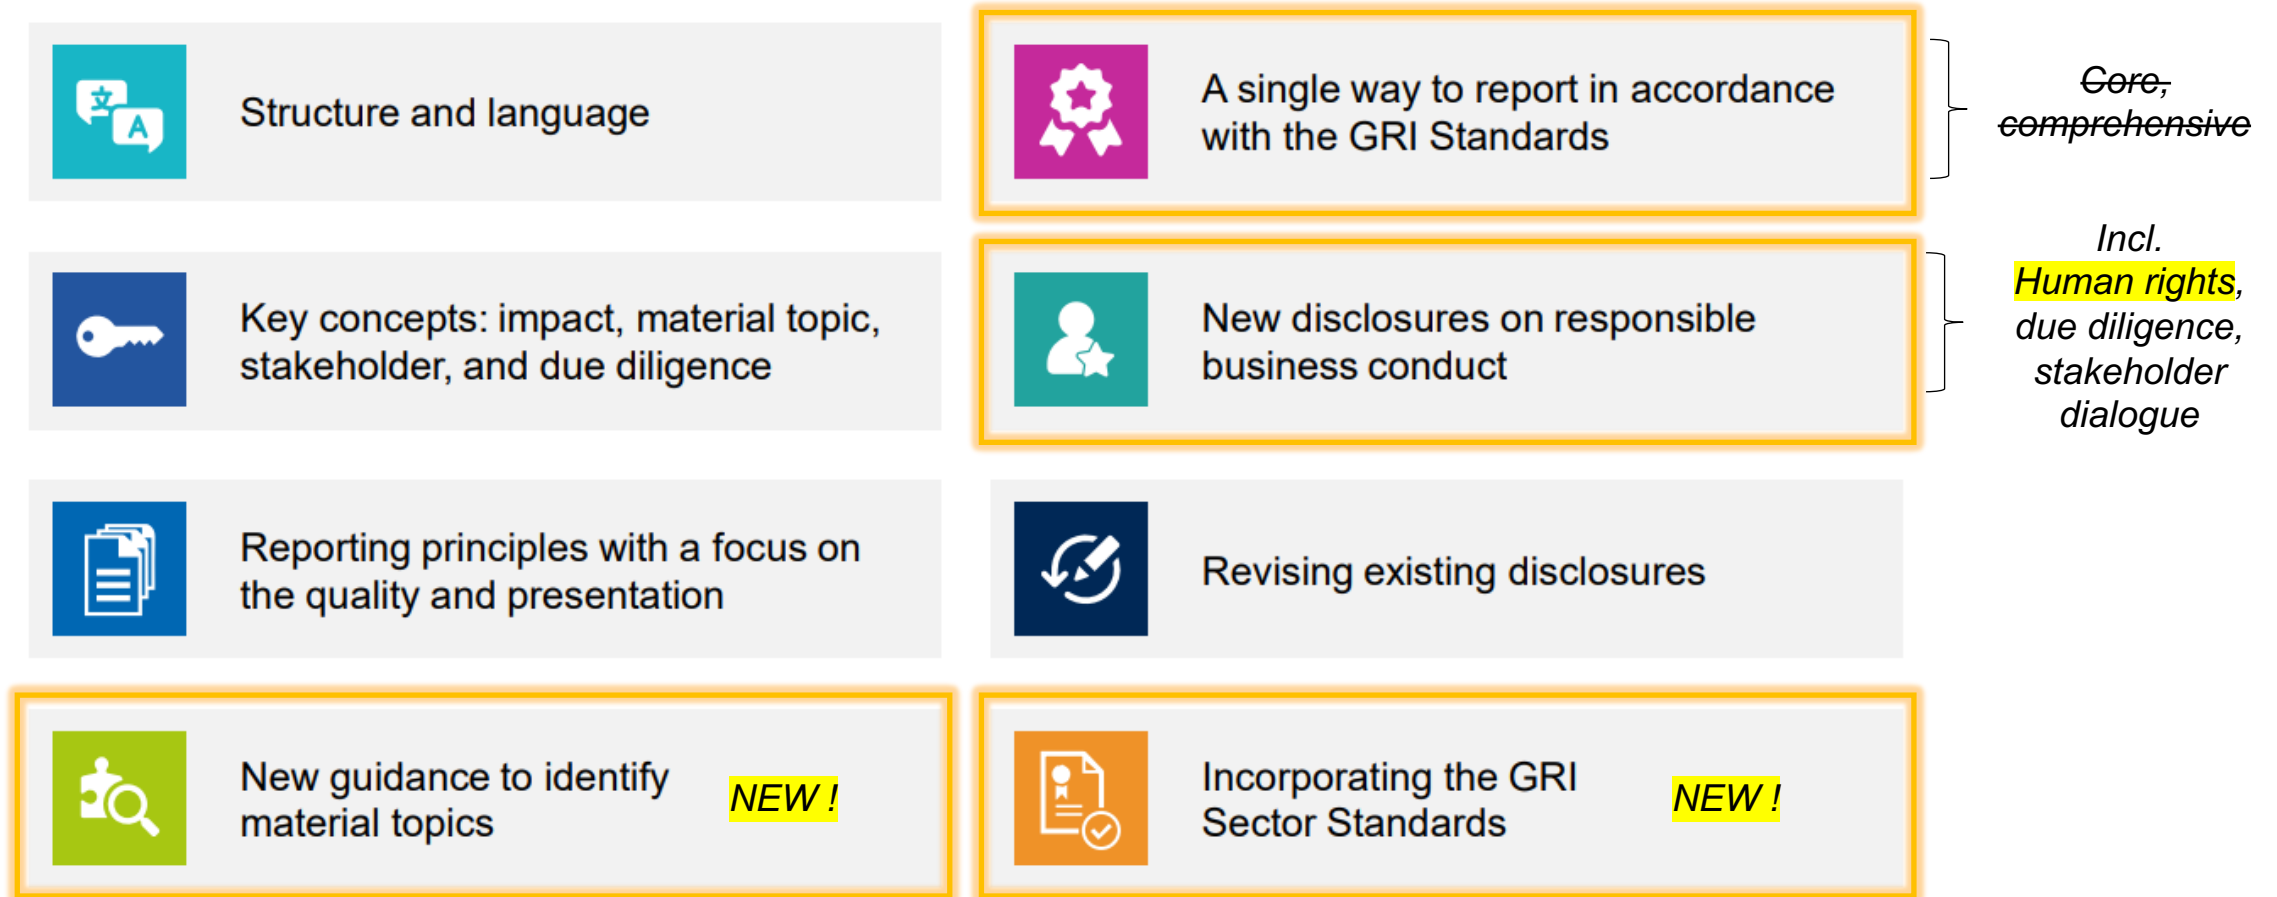 文
A
Structure and language
A single way to report in accordance
with the GRI Standards
Core,
comprehensive
Key concepts: impact, material topic,
stakeholder, and due diligence
New disclosures on responsible
business conduct
Incl.
Human rights,
due diligence,
stakeholder
dialogue
Reporting principles with a focus on
the quality and presentation
Revising existing disclosures
New guidance to identify
material topics
NEW !
Incorporating the GRI
Sector Standards
NEW !